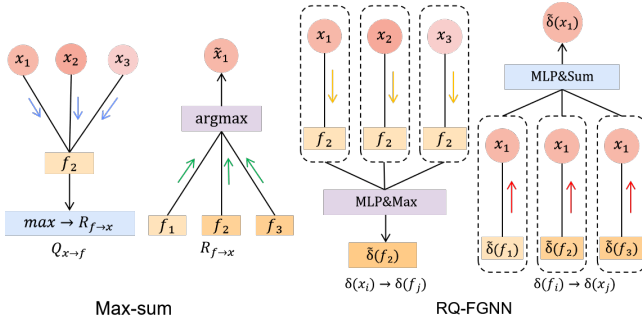 x₁ x₂ x₃
f₂
max → R_{f→x}
Q_{x→f}
x̃₁
argmax
f₁ f₂ f₃
R_{f→x}
Max-sum
x₁ x₂ x₃
f₂ f₂ f₂
MLP&Max
δ̃(f₂)
δ(xᵢ) → δ(fⱼ)
δ̃(x₁)
MLP&Sum
x₁ x₁ x₁
δ̃(f₁) δ̃(f₂) δ̃(f₃)
δ(fᵢ) → δ(xⱼ)
RQ-FGNN